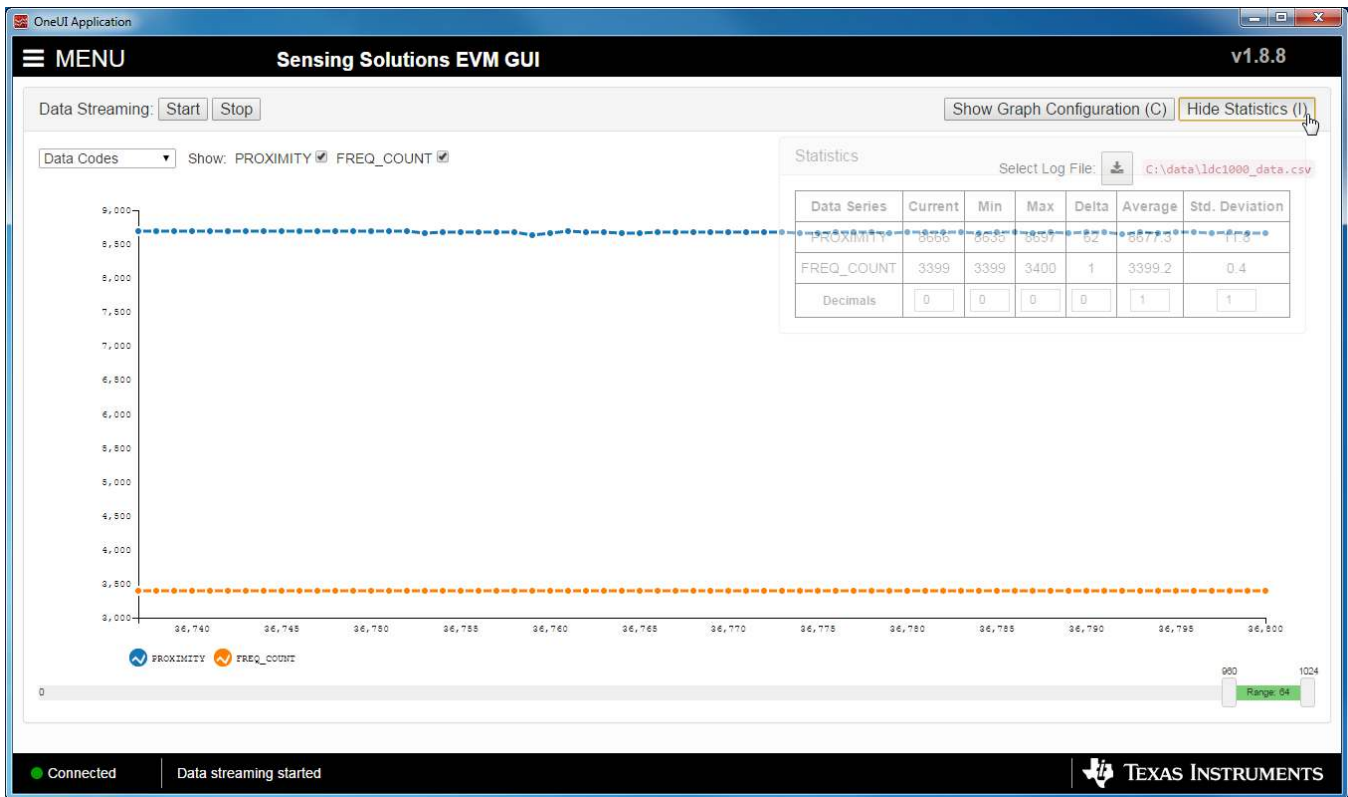 OneUI Application
MENU Sensing Solutions EVM GUI v1.8.8
Data Streaming: Start Stop Show Graph Configuration (C) Hide Statistics (I)
Data Codes Show: PROXIMITY FREQ_COUNT
Statistics
Select Log File: C:\data\ldc1000_data.csv
Data Series Current Min Max Delta Average Std. Deviation
PROXIMITY 8666 8635 8697 62 8677.3 11.8
FREQ_COUNT 3399 3399 3400 1 3399.2 0.4
Decimals 0 0 0 0 1 1
9,000
8,500
8,000
7,500
7,000
6,500
6,000
5,500
5,000
4,500
4,000
3,500
3,000
36,740 36,745 36,750 36,755 36,760 36,765 36,770 36,775 36,780 36,785 36,790 36,795 36,800
PROXIMITY FREQ_COUNT
960 1024
0 Range: 64
Connected Data streaming started TEXAS INSTRUMENTS